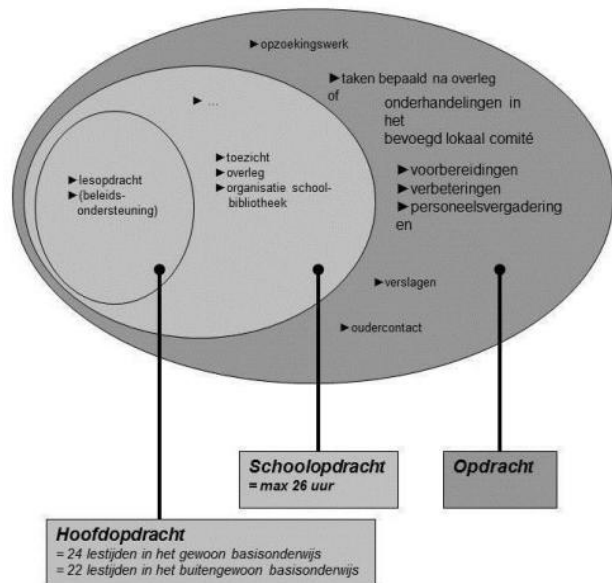 ►opzoekingswerk
►taken bepaald na overleg
of
onderhandelingen in
het
bevoegd lokaal comité
► ...
►toezicht
►overleg
►organisatie school-
bibliotheek
►lesopdracht
►(beleids-
ondersteuning)
►voorbereidingen
►verbeteringen
►personeelsvergadering
en
►verslagen
►oudercontact
Schoolopdracht
= max 26 uur
Opdracht
Hoofdopdracht
= 24 lestijden in het gewoon basisonderwijs
= 22 lestijden in het buitengewoon basisonderwijs